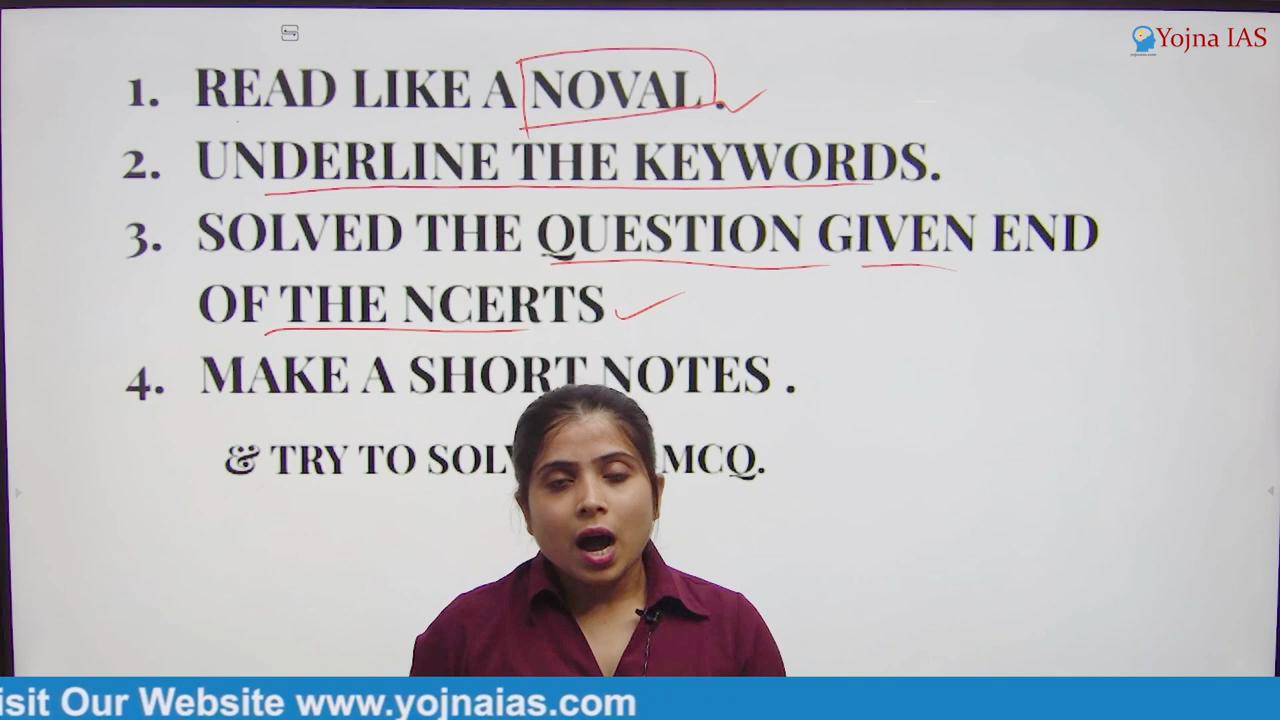 Yojna IAS
1. READ LIKE A NOVAL.
2. UNDERLINE THE KEYWORDS.
3. SOLVED THE QUESTION GIVEN END
OF THE NCERTS
4. MAKE A SHORT NOTES .
& TRY TO MCQ.
isit Our Website www.yojnaias.com